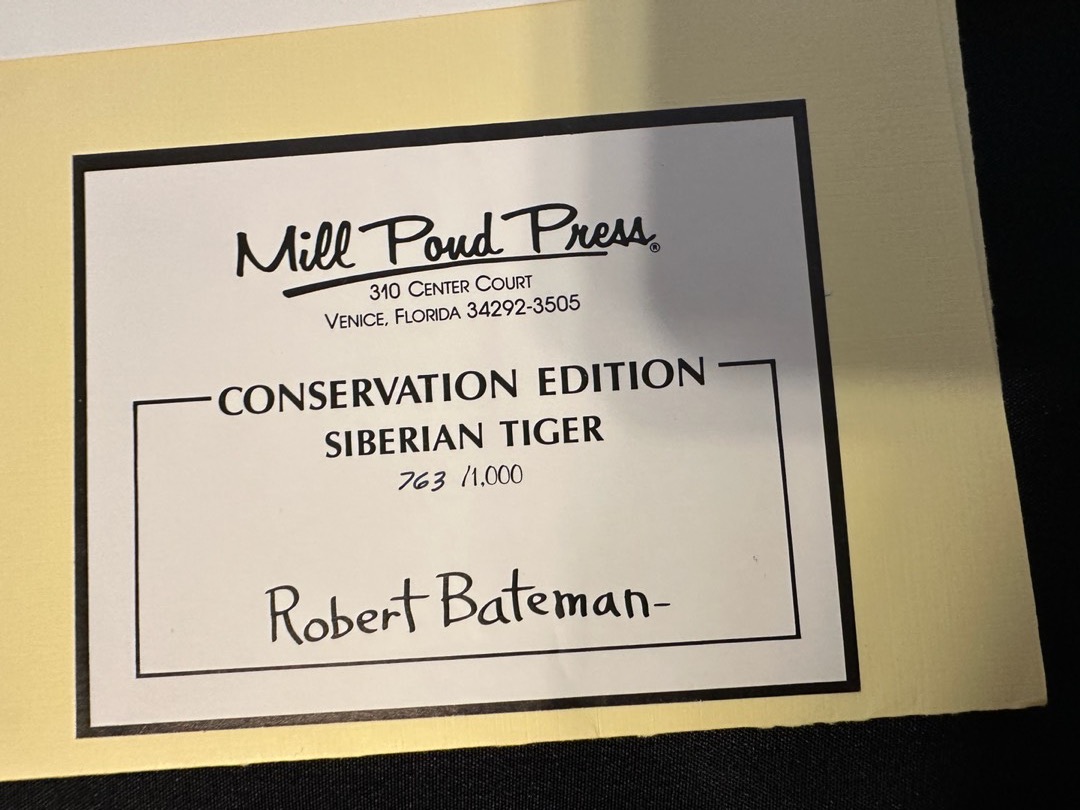 Mill Pond Press®
310 CENTER COURT
VENICE, FLORIDA 34292-3505
CONSERVATION EDITION
SIBERIAN TIGER
763 /1,000
Robert Bateman-